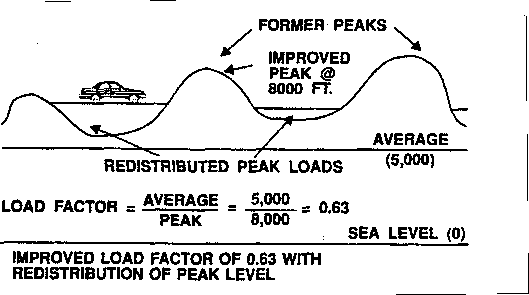 FORMER PEAKS
IMPROVED
PEAK @
8000 FT.
AVERAGE
(5,000)
REDISTRIBUTED PEAK LOADS
LOAD FACTOR = AVERAGE / PEAK = 5,000 / 8,000 = 0.63
SEA LEVEL (0)
IMPROVED LOAD FACTOR OF 0.63 WITH
REDISTRIBUTION OF PEAK LEVEL